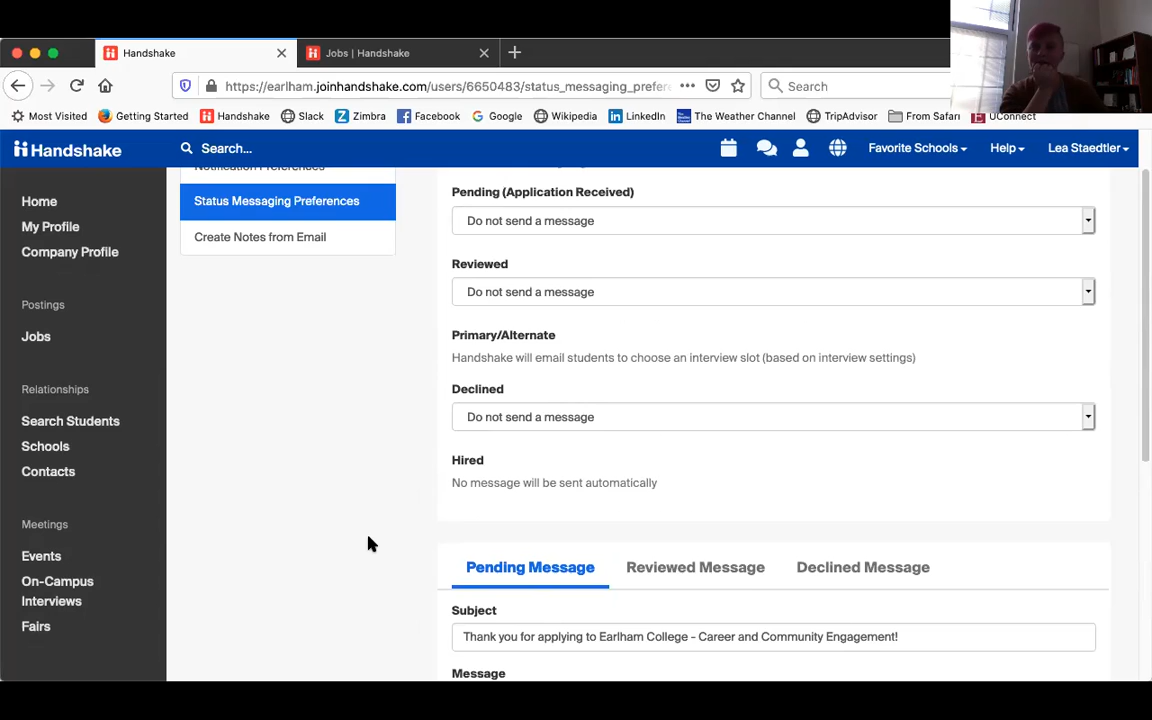 Handshake
Jobs | Handshake
https://earlham.joinhandshake.com/users/6650483/status_messaging_prefere
Search
Most Visited Getting Started Handshake Slack Zimbra Facebook Google Wikipedia LinkedIn The Weather Channel TripAdvisor From Safari UConnect
Handshake Search... Favorite Schools Help Lea Staedtler
Home
My Profile
Company Profile
Postings
Jobs
Relationships
Search Students
Schools
Contacts
Meetings
Events
On-Campus
Interviews
Fairs
Notification Preferences
Status Messaging Preferences
Create Notes from Email
Pending (Application Received)
Do not send a message
Reviewed
Do not send a message
Primary/Alternate
Handshake will email students to choose an interview slot (based on interview settings)
Declined
Do not send a message
Hired
No message will be sent automatically
Pending Message Reviewed Message Declined Message
Subject
Thank you for applying to Earlham College - Career and Community Engagement!
Message